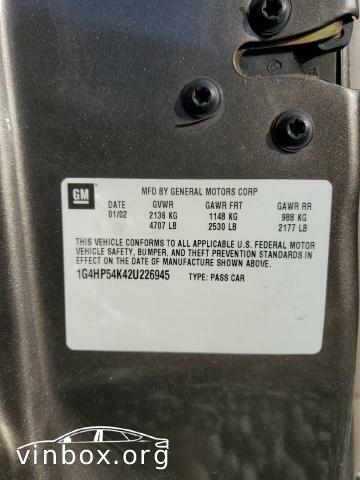 GM
MFD BY GENERAL MOTORS CORP
DATE GVWR GAWR FRT GAWR RR
01/02 2136 KG 1148 KG 988 KG
4707 LB 2530 LB 2177 LB
THIS VEHICLE CONFORMS TO ALL APPLICABLE U.S. FEDERAL MOTOR
VEHICLE SAFETY, BUMPER, AND THEFT PREVENTION STANDARDS IN
EFFECT ON THE DATE OF MANUFACTURE SHOWN ABOVE.
1G4HP54K42U226945 TYPE: PASS CAR
vinbox.org